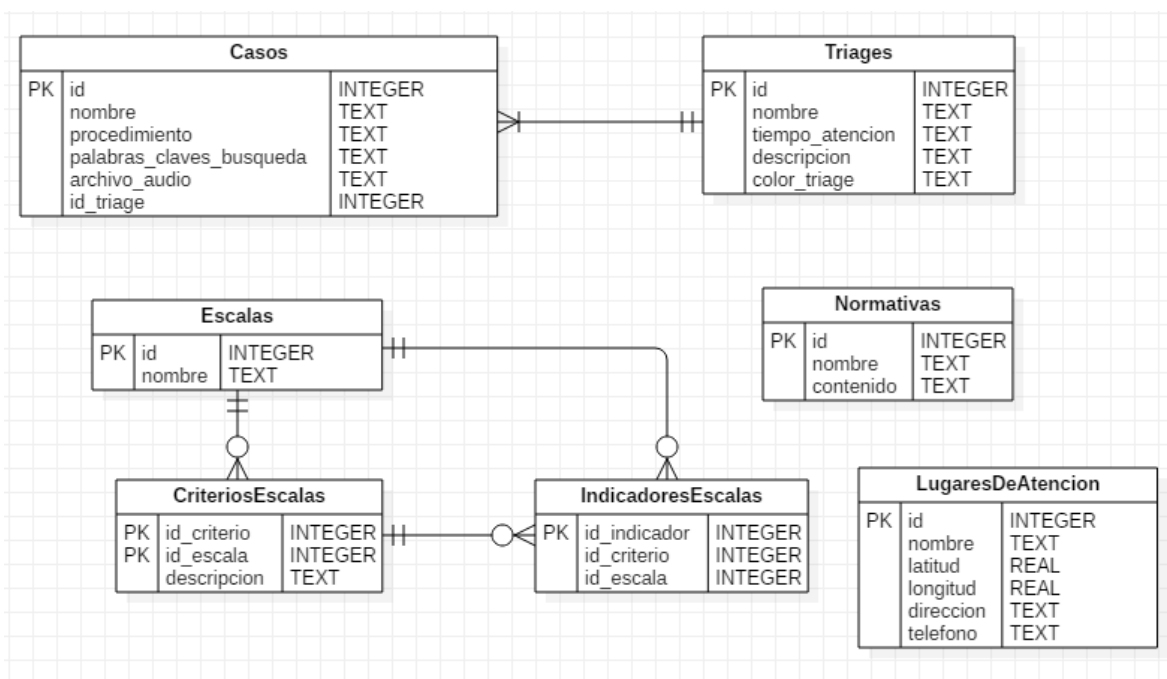 Casos
PK id INTEGER
nombre TEXT
procedimiento TEXT
palabras_claves_busqueda TEXT
archivo_audio TEXT
id_triage INTEGER
Triages
PK id INTEGER
nombre TEXT
tiempo_atencion TEXT
descripcion TEXT
color_triage TEXT
Escalas
PK id INTEGER
nombre TEXT
Normativas
PK id INTEGER
nombre TEXT
contenido TEXT
CriteriosEscalas
PK id_criterio INTEGER
PK id_escala INTEGER
descripcion TEXT
IndicadoresEscalas
PK id_indicador INTEGER
id_criterio INTEGER
id_escala INTEGER
LugaresDeAtencion
PK id INTEGER
nombre TEXT
latitud REAL
longitud REAL
direccion TEXT
telefono TEXT